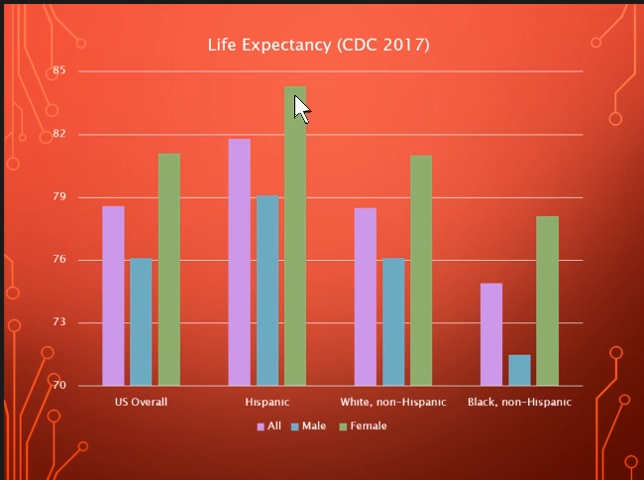 Life Expectancy (CDC 2017)
85
82
79
76
73
70
US Overall
Hispanic
White, non-Hispanic
Black, non-Hispanic
All
Male
Female